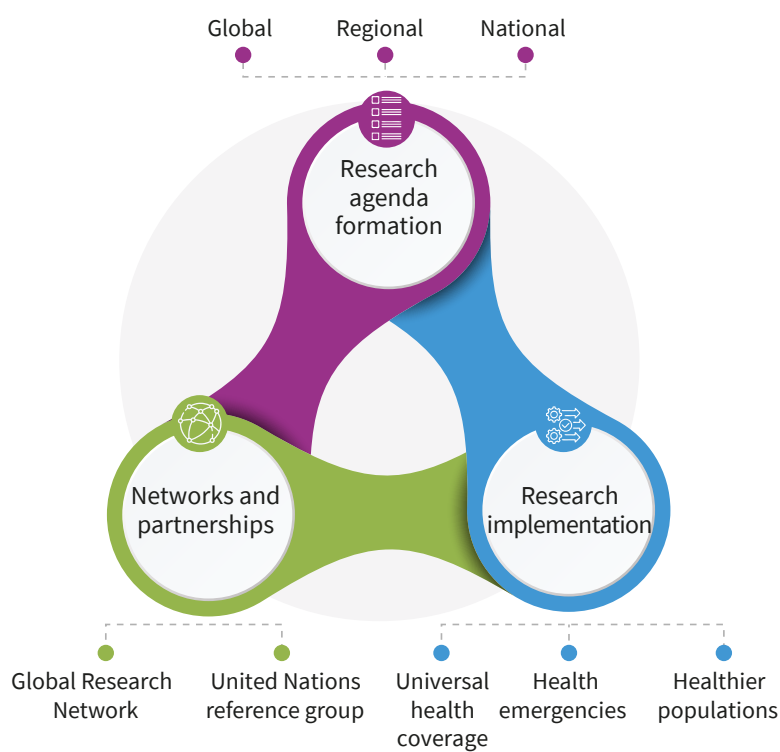 Global
Regional
National
Research
agenda
formation
Networks and
partnerships
Research
implementation
Global Research
Network
United Nations
reference group
Universal
health
coverage
Health
emergencies
Healthier
populations